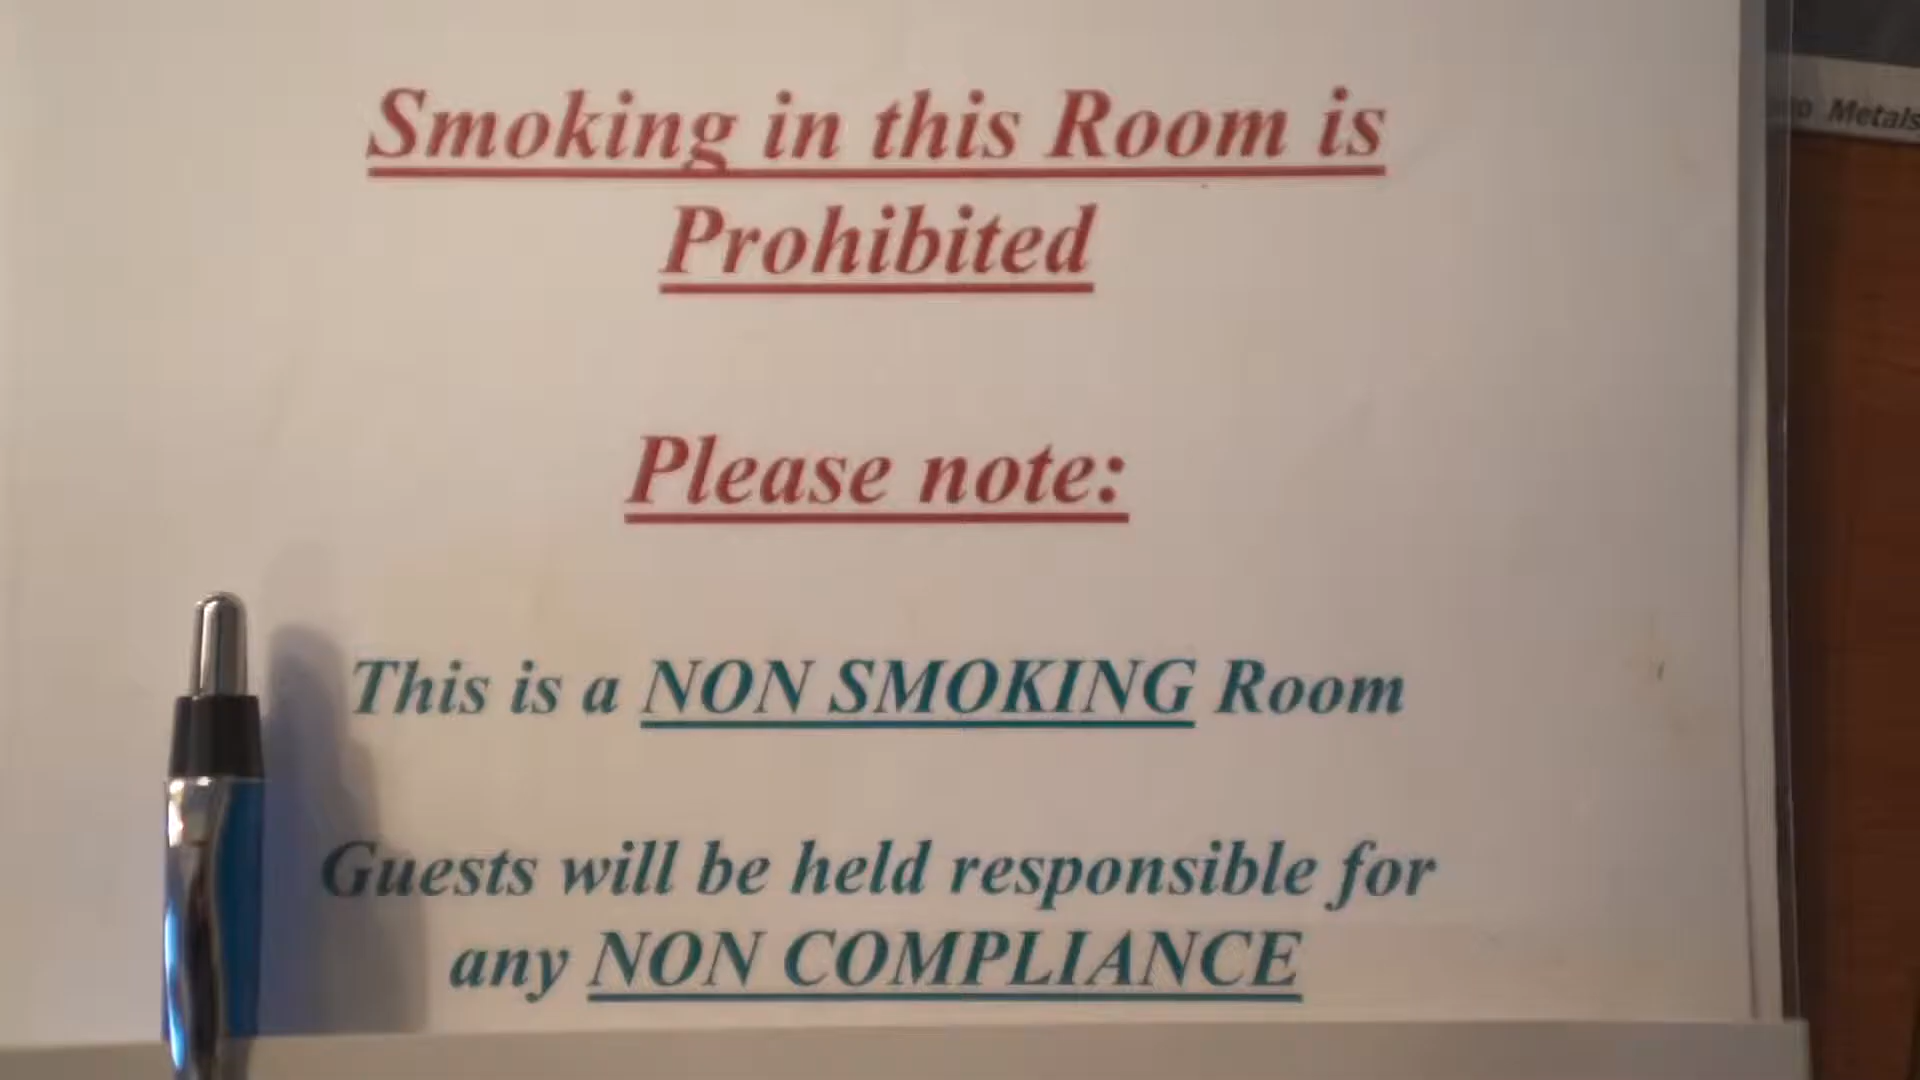 Smoking in this Room is
Prohibited
Please note:
This is a NON SMOKING Room
Guests will be held responsible for
any NON COMPLIANCE
Metals